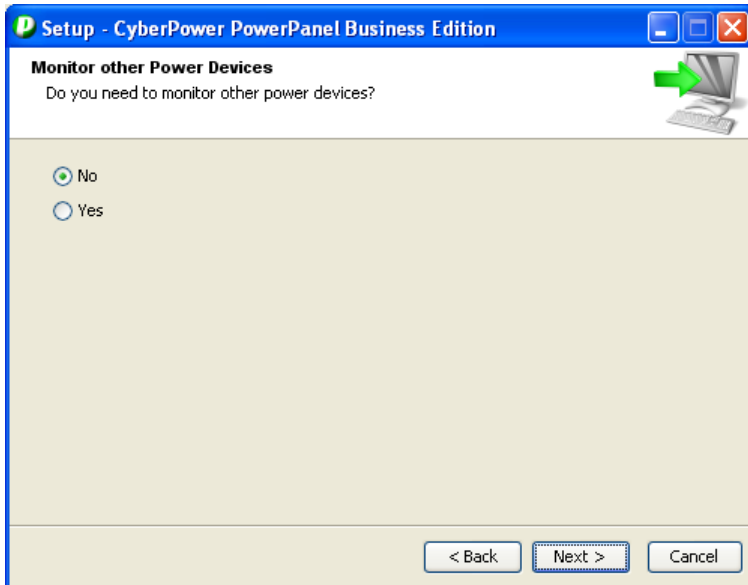 Setup - CyberPower PowerPanel Business Edition
Monitor other Power Devices
Do you need to monitor other power devices?
No
Yes
< Back Next > Cancel